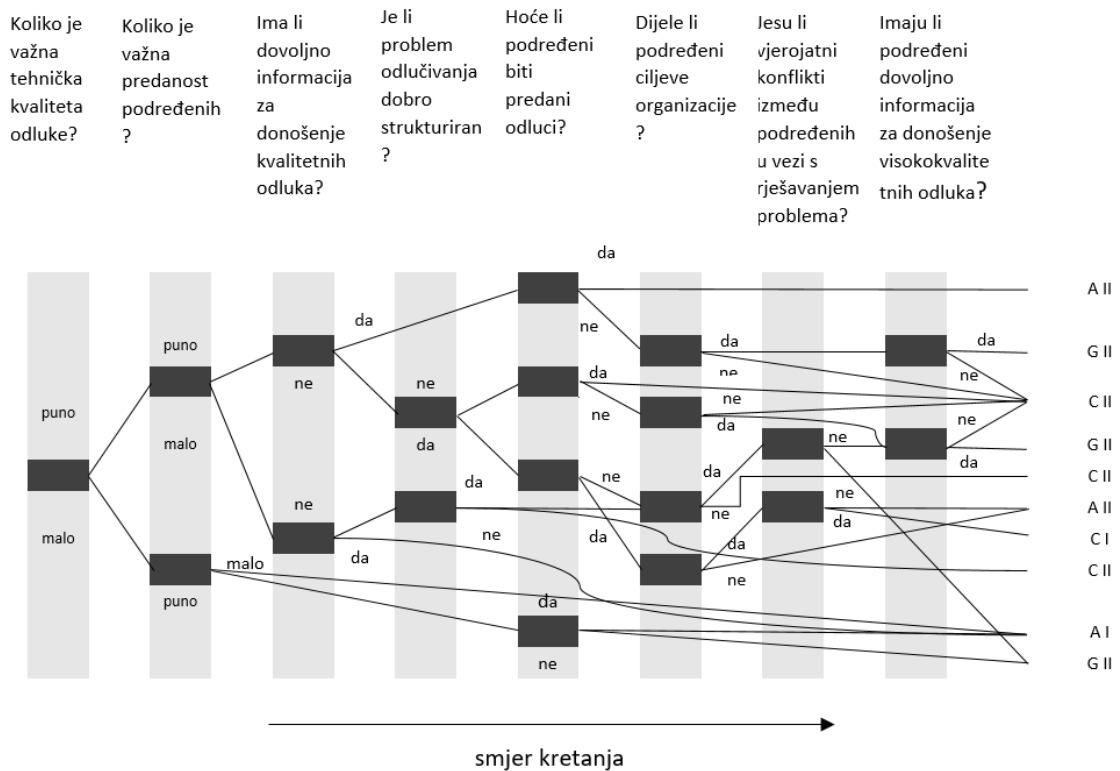 Koliko je
važna
tehnička
kvaliteta
odluke?
Koliko je
važna
predanost
podređenih
?
Ima li
dovoljno
informacija
za
donošenje
kvalitetnih
odluka?
Je li
problem
odlučivanja
dobro
strukturiran
?
Hoće li
podređeni
biti
predani
odluci?
Dijele li
podređeni
ciljeve
organizacije
?
Jesu li
vjerojatni
konflikti
između
podređenih
u vezi s
rješavanjem
problema?
Imaju li
podređeni
dovoljno
informacija
za donošenje
visokokvalite
tnih odluka?
da
A II
da
ne
puno
da
da
G II
ne
ne
da
ne
ne
C II
puno
ne
da
ne
malo
da
ne
G II
da
ne
da
da
C II
ne
ne
ne
A II
malo
ne
da
da
da
C I
malo
da
ne
C II
puno
da
A I
ne
G II
smjer kretanja